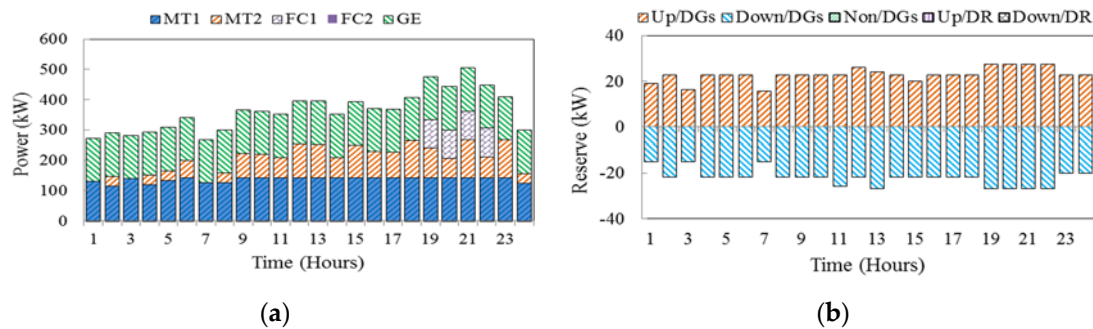 MT1 MT2 FC1 FC2 GE
Power (kW)
600
500
400
300
200
100
0
1 3 5 7 9 11 13 15 17 19 21 23
Time (Hours)
(a)
Up/DGs Down/DGs Non/DGs Up/DR Down/DR
Reserve (kW)
40
20
0
-20
-40
1 3 5 7 9 11 13 15 17 19 21 23
Time (Hours)
(b)